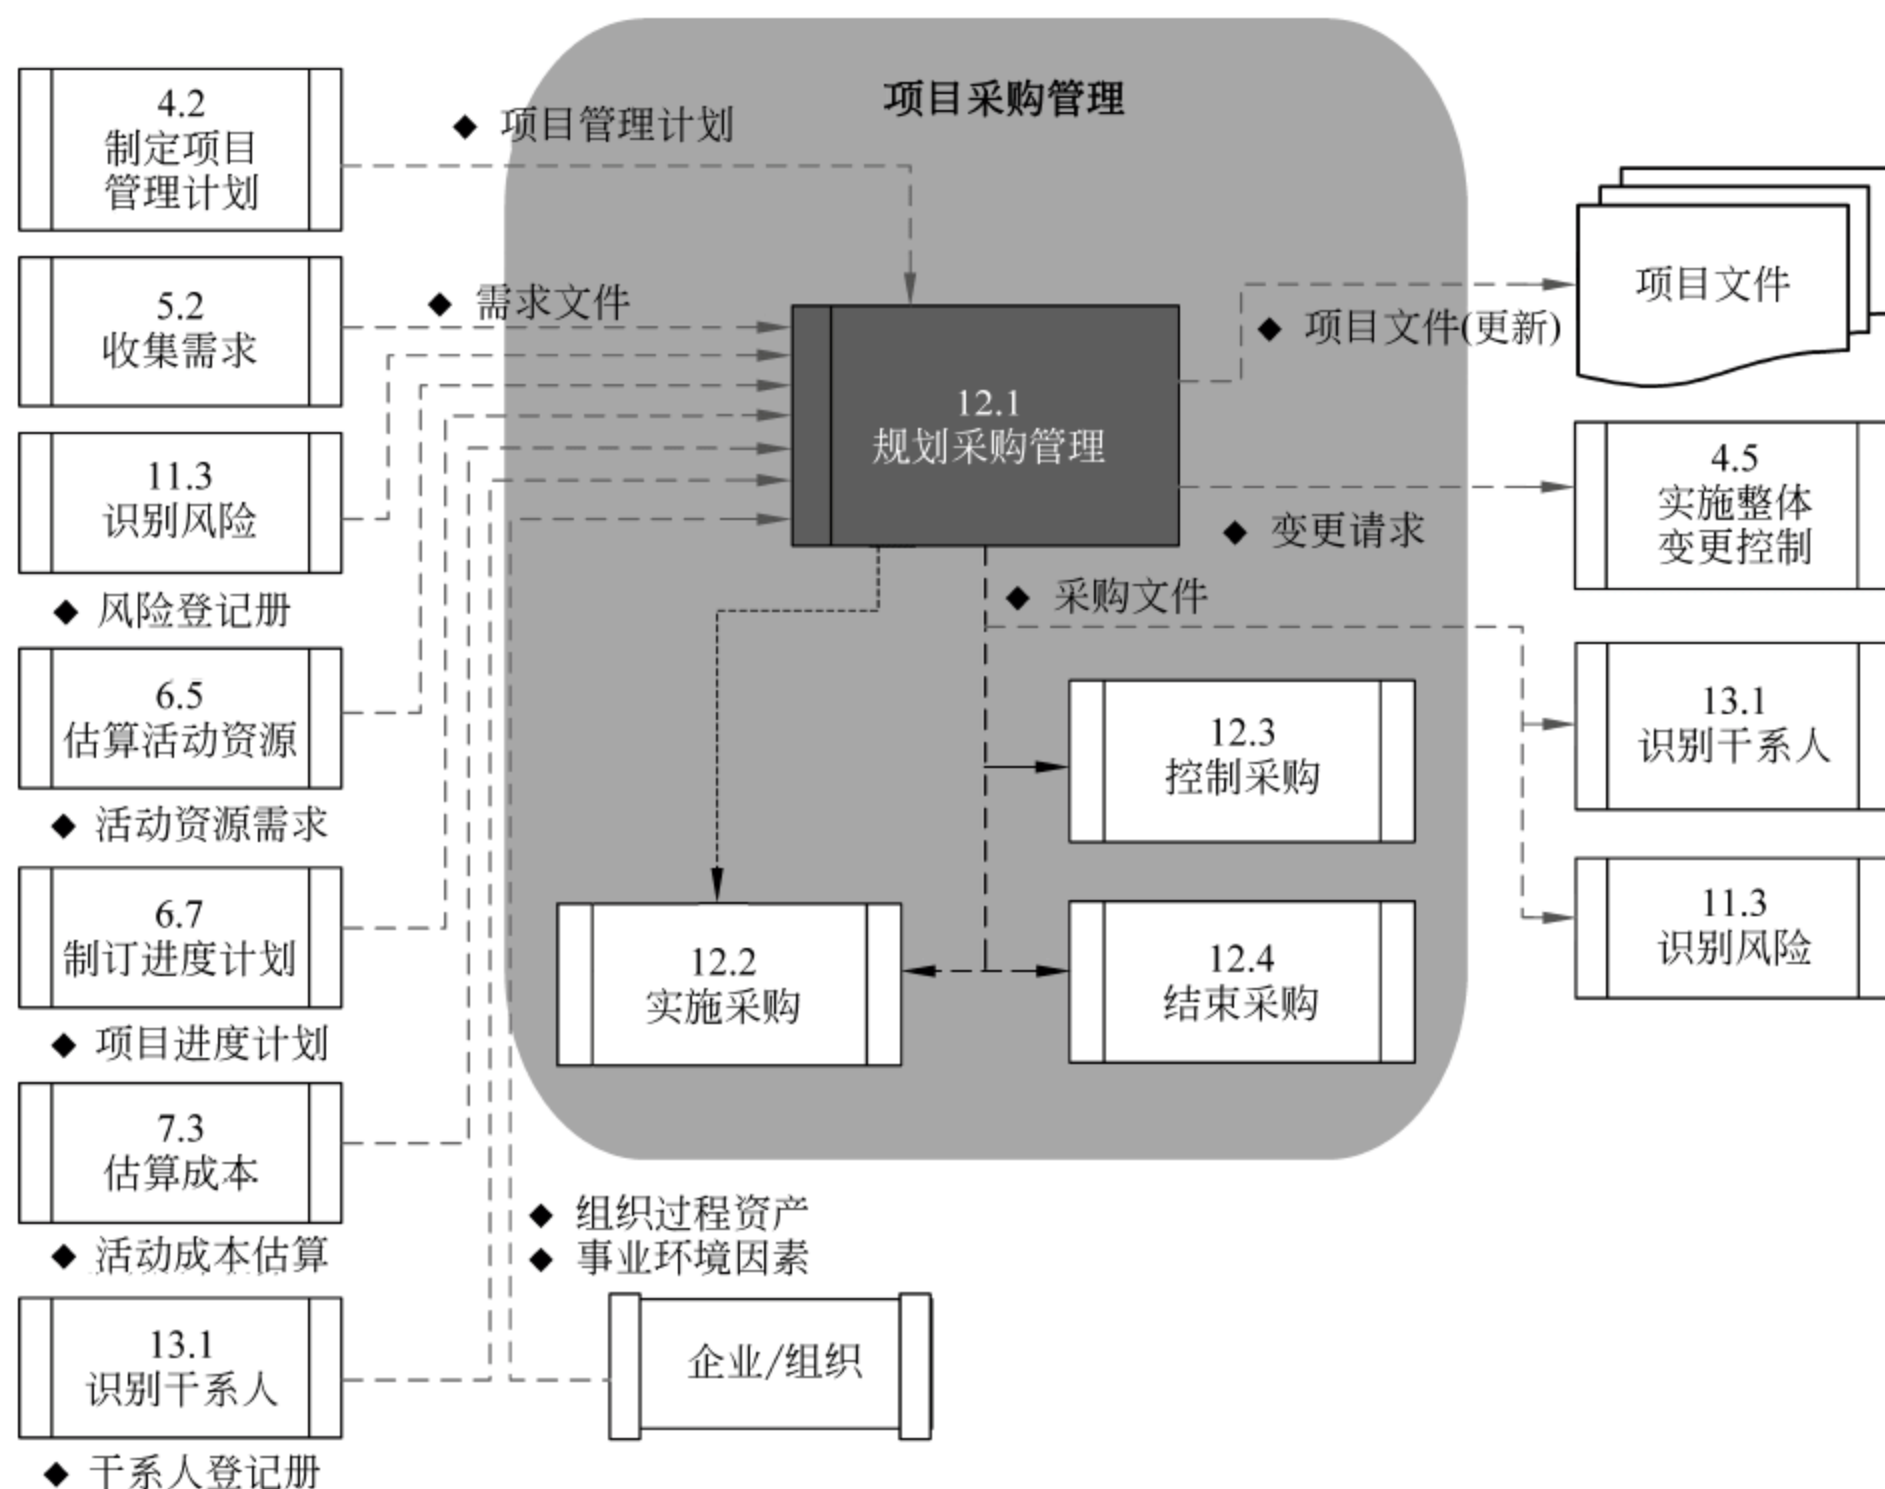 项目采购管理
4.2
制定项目
管理计划
◆ 项目管理计划
5.2
收集需求
◆ 需求文件
11.3
识别风险
◆ 风险登记册
6.5
估算活动资源
◆ 活动资源需求
6.7
制订进度计划
◆ 项目进度计划
7.3
估算成本
◆ 活动成本估算
13.1
识别干系人
◆ 干系人登记册
◆ 组织过程资产
◆ 事业环境因素
企业/组织
12.1
规划采购管理
◆ 采购文件
12.3
控制采购
12.2
实施采购
12.4
结束采购
◆ 项目文件(更新)
项目文件
◆ 变更请求
4.5
实施整体
变更控制
13.1
识别干系人
11.3
识别风险